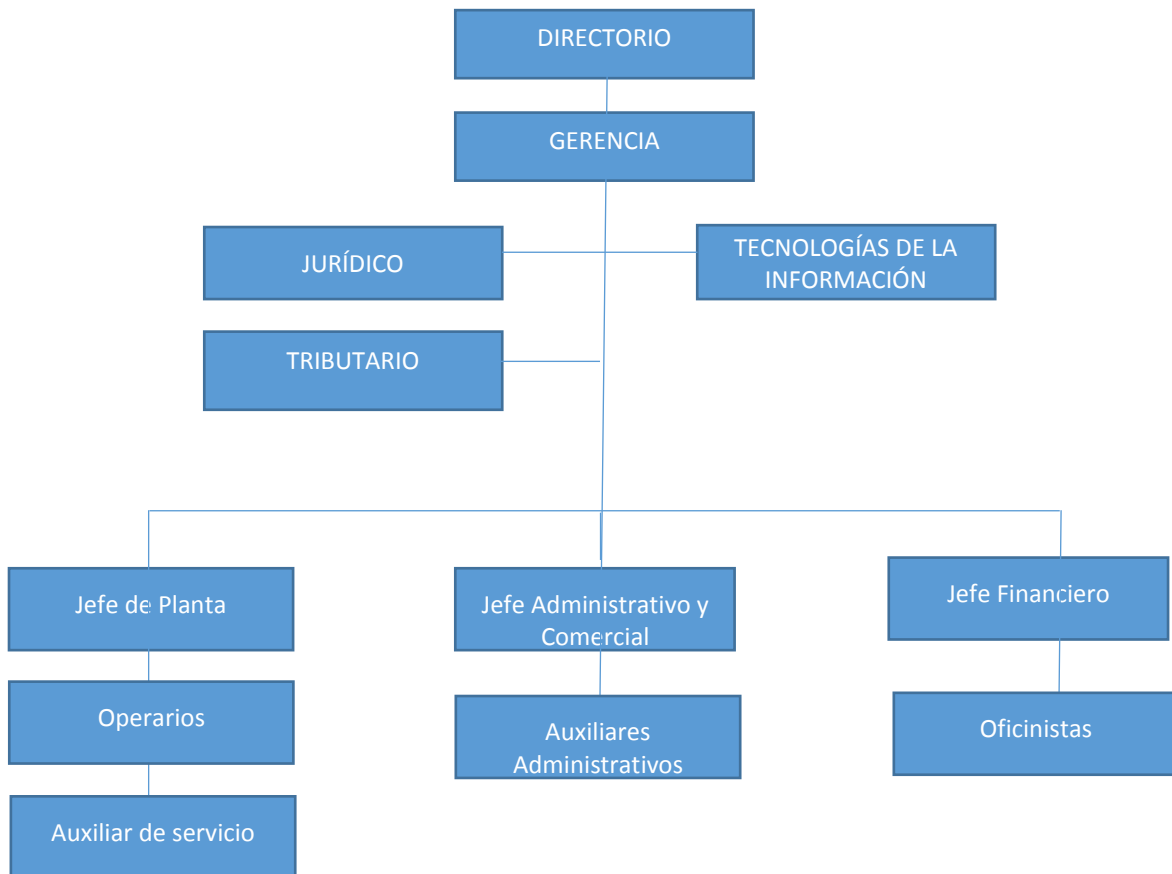 DIRECTORIO
GERENCIA
JURÍDICO
TECNOLOGÍAS DE LA
INFORMACIÓN
TRIBUTARIO
Jefe de Planta
Jefe Administrativo y
Comercial
Jefe Financiero
Operarios
Auxiliares
Administrativos
Oficinistas
Auxiliar de servicio